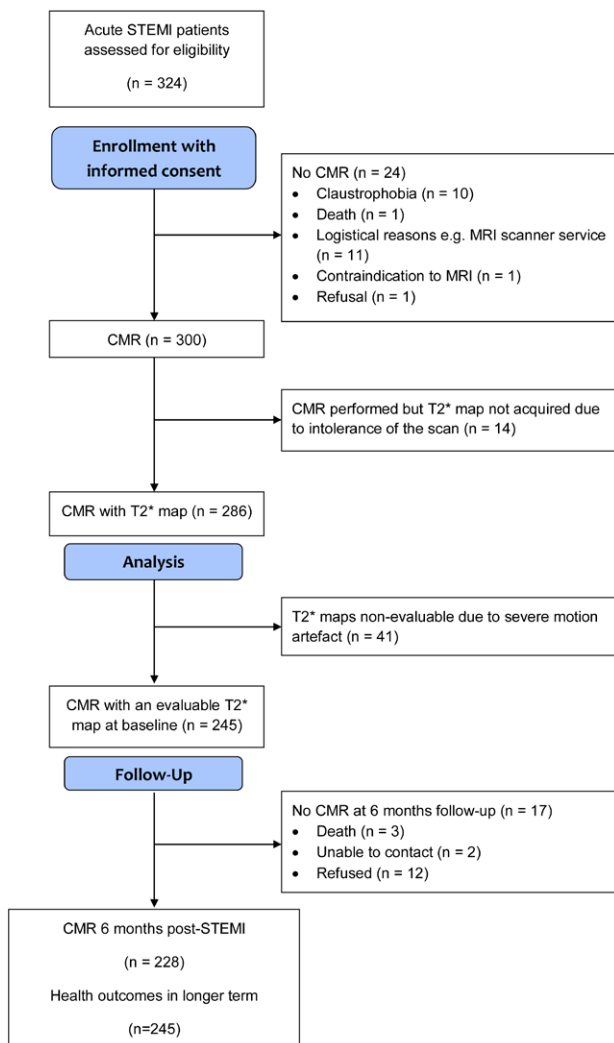 Acute STEMI patients
assessed for eligibility
(n = 324)
Enrollment with
informed consent
No CMR (n = 24)
• Claustrophobia (n = 10)
• Death (n = 1)
• Logistical reasons e.g. MRI scanner service
(n = 11)
• Contraindication to MRI (n = 1)
• Refusal (n = 1)
CMR (n = 300)
CMR performed but T2* map not acquired due
to intolerance of the scan (n = 14)
CMR with T2* map (n = 286)
Analysis
T2* maps non-evaluable due to severe motion
artefact (n = 41)
CMR with an evaluable T2*
map at baseline (n = 245)
Follow-Up
No CMR at 6 months follow-up (n = 17)
• Death (n = 3)
• Unable to contact (n = 2)
• Refused (n = 12)
CMR 6 months post-STEMI
(n = 228)
Health outcomes in longer term
(n=245)